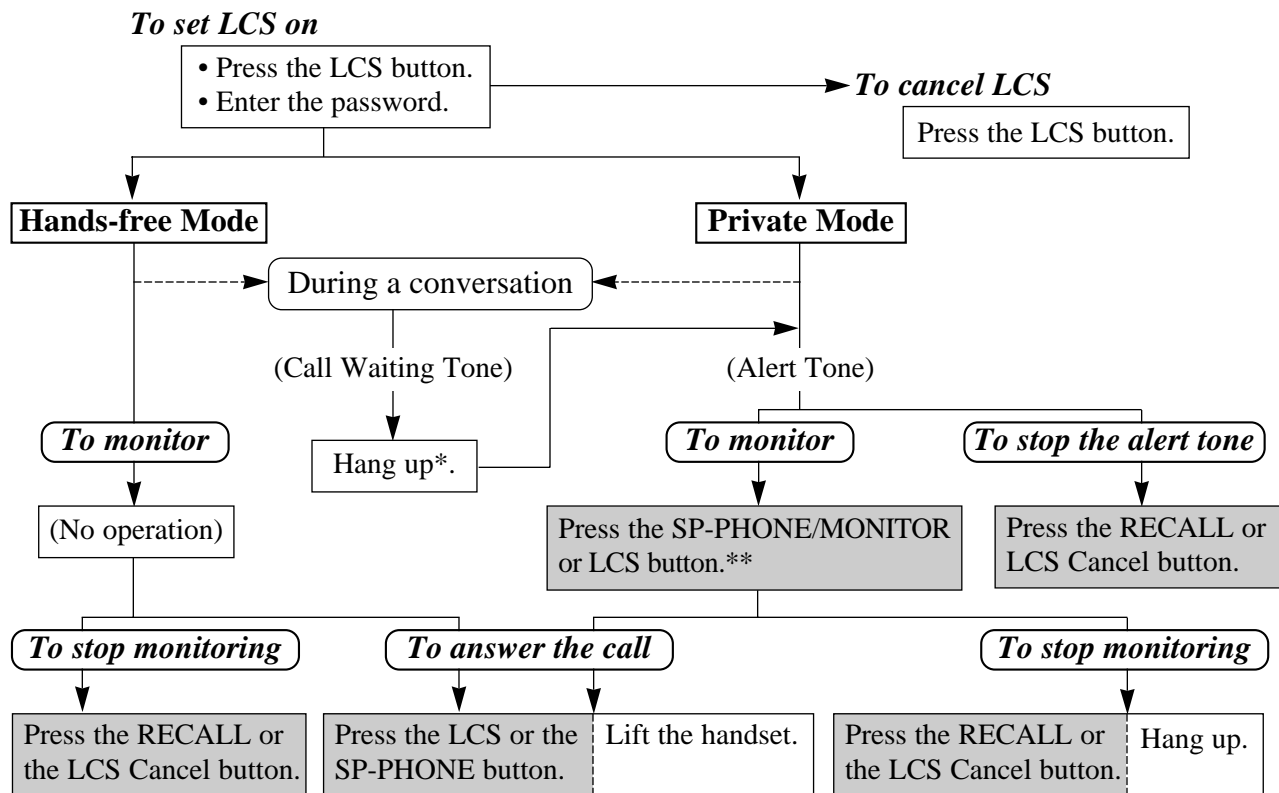 To set LCS on
• Press the LCS button.
• Enter the password.
To cancel LCS
Press the LCS button.
Hands-free Mode
Private Mode
During a conversation
(Call Waiting Tone)
(Alert Tone)
To monitor
Hang up*.
To monitor
To stop the alert tone
(No operation)
Press the SP-PHONE/MONITOR
or LCS button.**
Press the RECALL or
LCS Cancel button.
To stop monitoring
To answer the call
To stop monitoring
Press the RECALL or
the LCS Cancel button.
Press the LCS or the
SP-PHONE button.
Lift the handset.
Press the RECALL or
the LCS Cancel button.
Hang up.